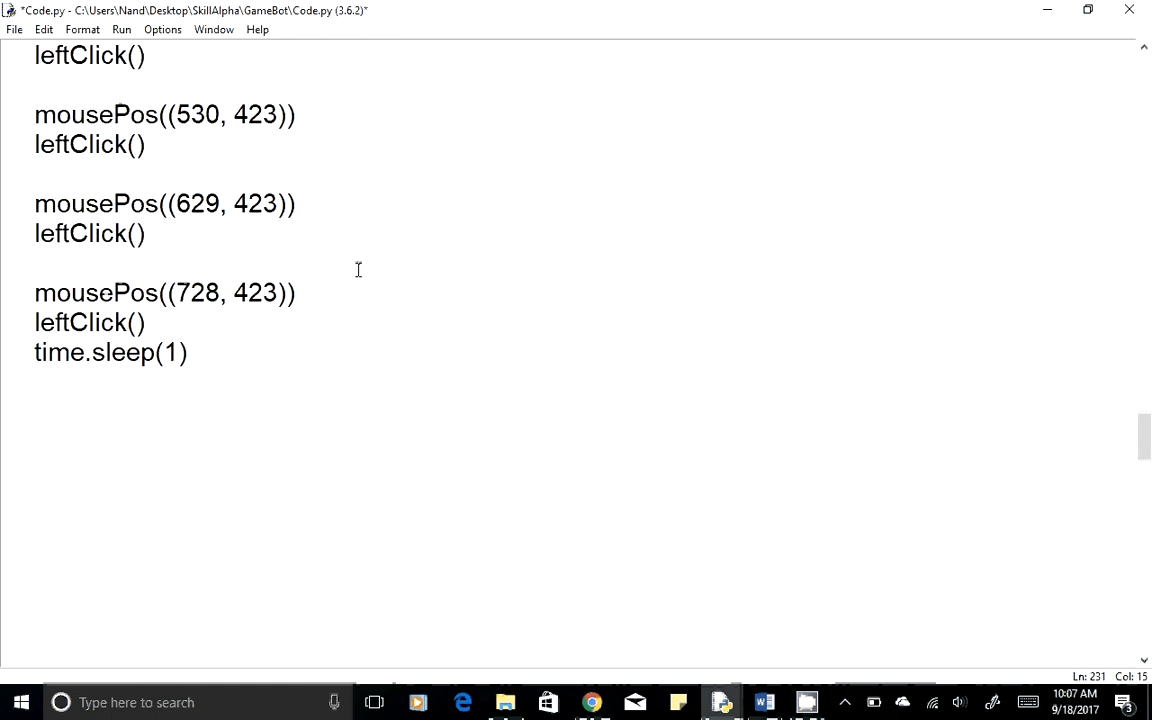 *Code.py - C:\Users\Nand\Desktop\SkillAlpha\GameBot\Code.py (3.6.2)*
File Edit Format Run Options Window Help
leftClick()
mousePos((530, 423))
leftClick()
mousePos((629, 423))
leftClick()
mousePos((728, 423))
leftClick()
time.sleep(1)
Ln: 231 Col: 15
Type here to search
10:07 AM
9/18/2017
3